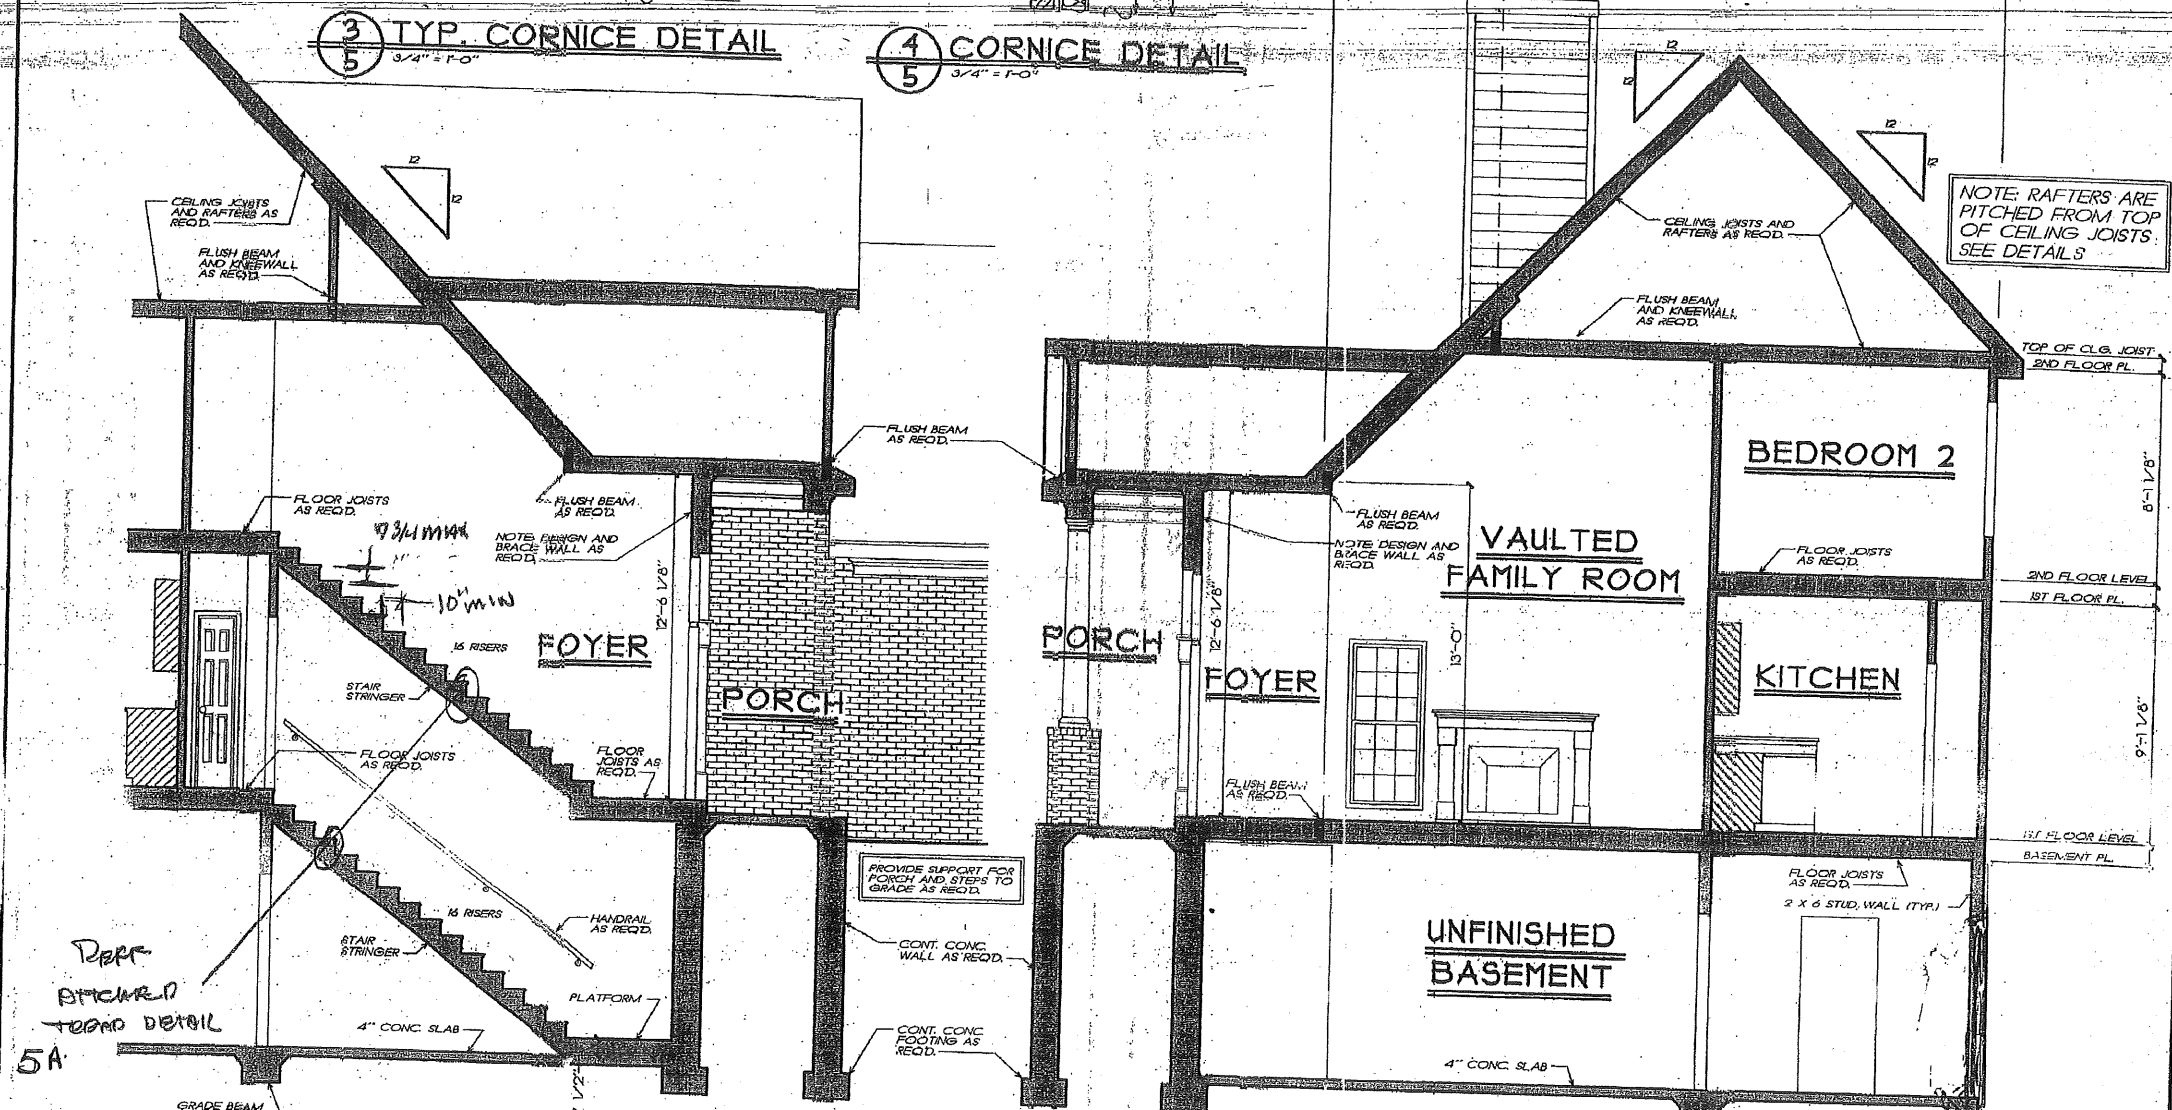 3
5
TYP. CORNICE DETAIL
3/4" = 1'-0"
4
5
CORNICE DETAIL
3/4" = 1'-0"
12
12
12
12
12
12
CEILING JOISTS
AND RAFTERS AS
REQ'D.
FLUSH BEAM
AND KNEEWALL
AS REQ'D.
CEILING JOISTS AND
RAFTERS AS REQ'D.
FLUSH BEAM
AND KNEEWALL
AS REQ'D.
NOTE: RAFTERS ARE
PITCHED FROM TOP
OF CEILING JOISTS.
SEE DETAILS
TOP OF CLG. JOIST
2ND FLOOR PL.
FLUSH BEAM
AS REQ'D.
BEDROOM 2
8'-1 1/8"
FLOOR JOISTS
AS REQ'D.
7 3/4 MAX
FLUSH BEAM
AS REQ'D.
NOTE: DESIGN AND
BRACE WALL AS
REQ'D.
FLUSH BEAM
AS REQ'D.
NOTE: DESIGN AND
BRACE WALL AS
REQ'D.
VAULTED
FAMILY ROOM
FLOOR JOISTS
AS REQ'D.
2ND FLOOR LEVEL
1ST FLOOR PL.
10" MIN
12'-6 1/8"
12'-6 1/8"
13'-0"
16 RISERS
FOYER
PORCH
PORCH
FOYER
KITCHEN
9'-1 1/8"
STAIR
STRINGER
FLOOR JOISTS
AS REQ'D.
FLOOR
JOISTS AS
REQ'D.
FLUSH BEAM
AS REQ'D.
1ST FLOOR LEVEL
BASEMENT PL.
PROVIDE SUPPORT FOR
PORCH AND STEPS TO
GRADE AS REQ'D.
FLOOR JOISTS
AS REQ'D.
2 X 6 STUD WALL (TYP.)
16 RISERS
HANDRAIL
AS REQ'D.
STAIR
STRINGER
CONT. CONC.
WALL AS REQ'D.
UNFINISHED
BASEMENT
PLATFORM
4" CONC. SLAB
CONT. CONC.
FOOTING AS
REQ'D.
4" CONC. SLAB
TREAD DETAIL
5A
GRADE BEAM